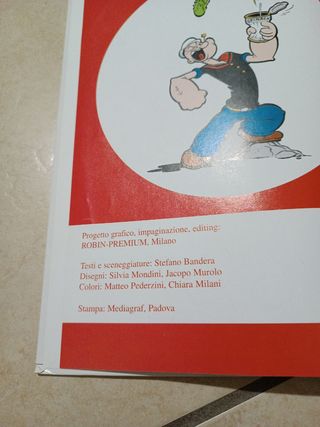 SPINACH
Progetto grafico, impaginazione, editing:
ROBIN-PREMIUM, Milano
Testi e sceneggiature: Stefano Bandera
Disegni: Silvia Mondini, Jacopo Murolo
Colori: Matteo Pederzini, Chiara Milani
Stampa: Mediagraf, Padova